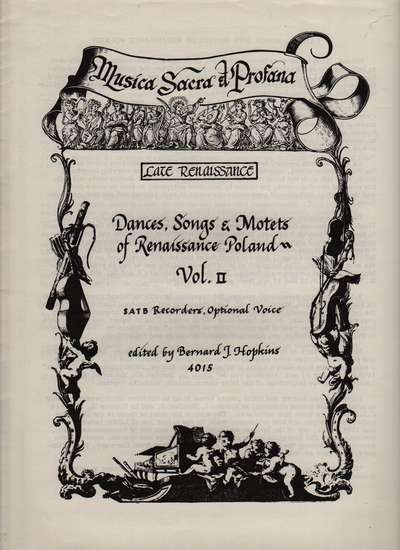 Musica Sacra et Profana
LATE RENAISSANCE
Dances, Songs & Motets
of Renaissance Poland
Vol. II
SATB Recorders, Optional Voice
edited by Bernard J. Hopkins
4015